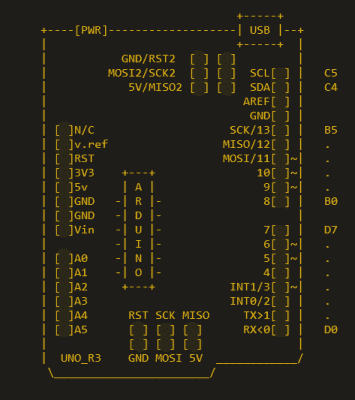 +-----+
+----[PWR]-------------------| USB |--+
|                            +-----+  |
|           GND/RST2  [ ] [ ]         |
|         MOSI2/SCK2  [ ] [ ]  SCL[ ] |   C5
|            5V/MISO2 [ ] [ ]  SDA[ ] |   C4
|                             AREF[ ] |
|                              GND[ ] |
| [ ]N/C                    SCK/13[ ] |   B5
| [ ]v.ref                 MISO/12[ ] |   .
| [ ]RST                   MOSI/11[ ]~|   .
| [ ]3V3    +---+               10[ ]~|   .
| [ ]5v     | A |                9[ ]~|   .
| [ ]GND   -| R |-               8[ ] |   B0
| [ ]GND   -| D |-                    |
| [ ]Vin   -| U |-               7[ ] |   D7
|          -| I |-               6[ ]~|   .
| [ ]A0    -| N |-               5[ ]~|   .
| [ ]A1    -| O |-               4[ ] |   .
| [ ]A2     +---+           INT1/3[ ]~|   .
| [ ]A3                     INT0/2[ ] |   .
| [ ]A4      RST SCK MISO     TX>1[ ] |   .
| [ ]A5      [ ] [ ] [ ]      RX<0[ ] |   D0
|            [ ] [ ] [ ]              |
|  UNO_R3    GND MOSI 5V  ____________/
\_______________________/